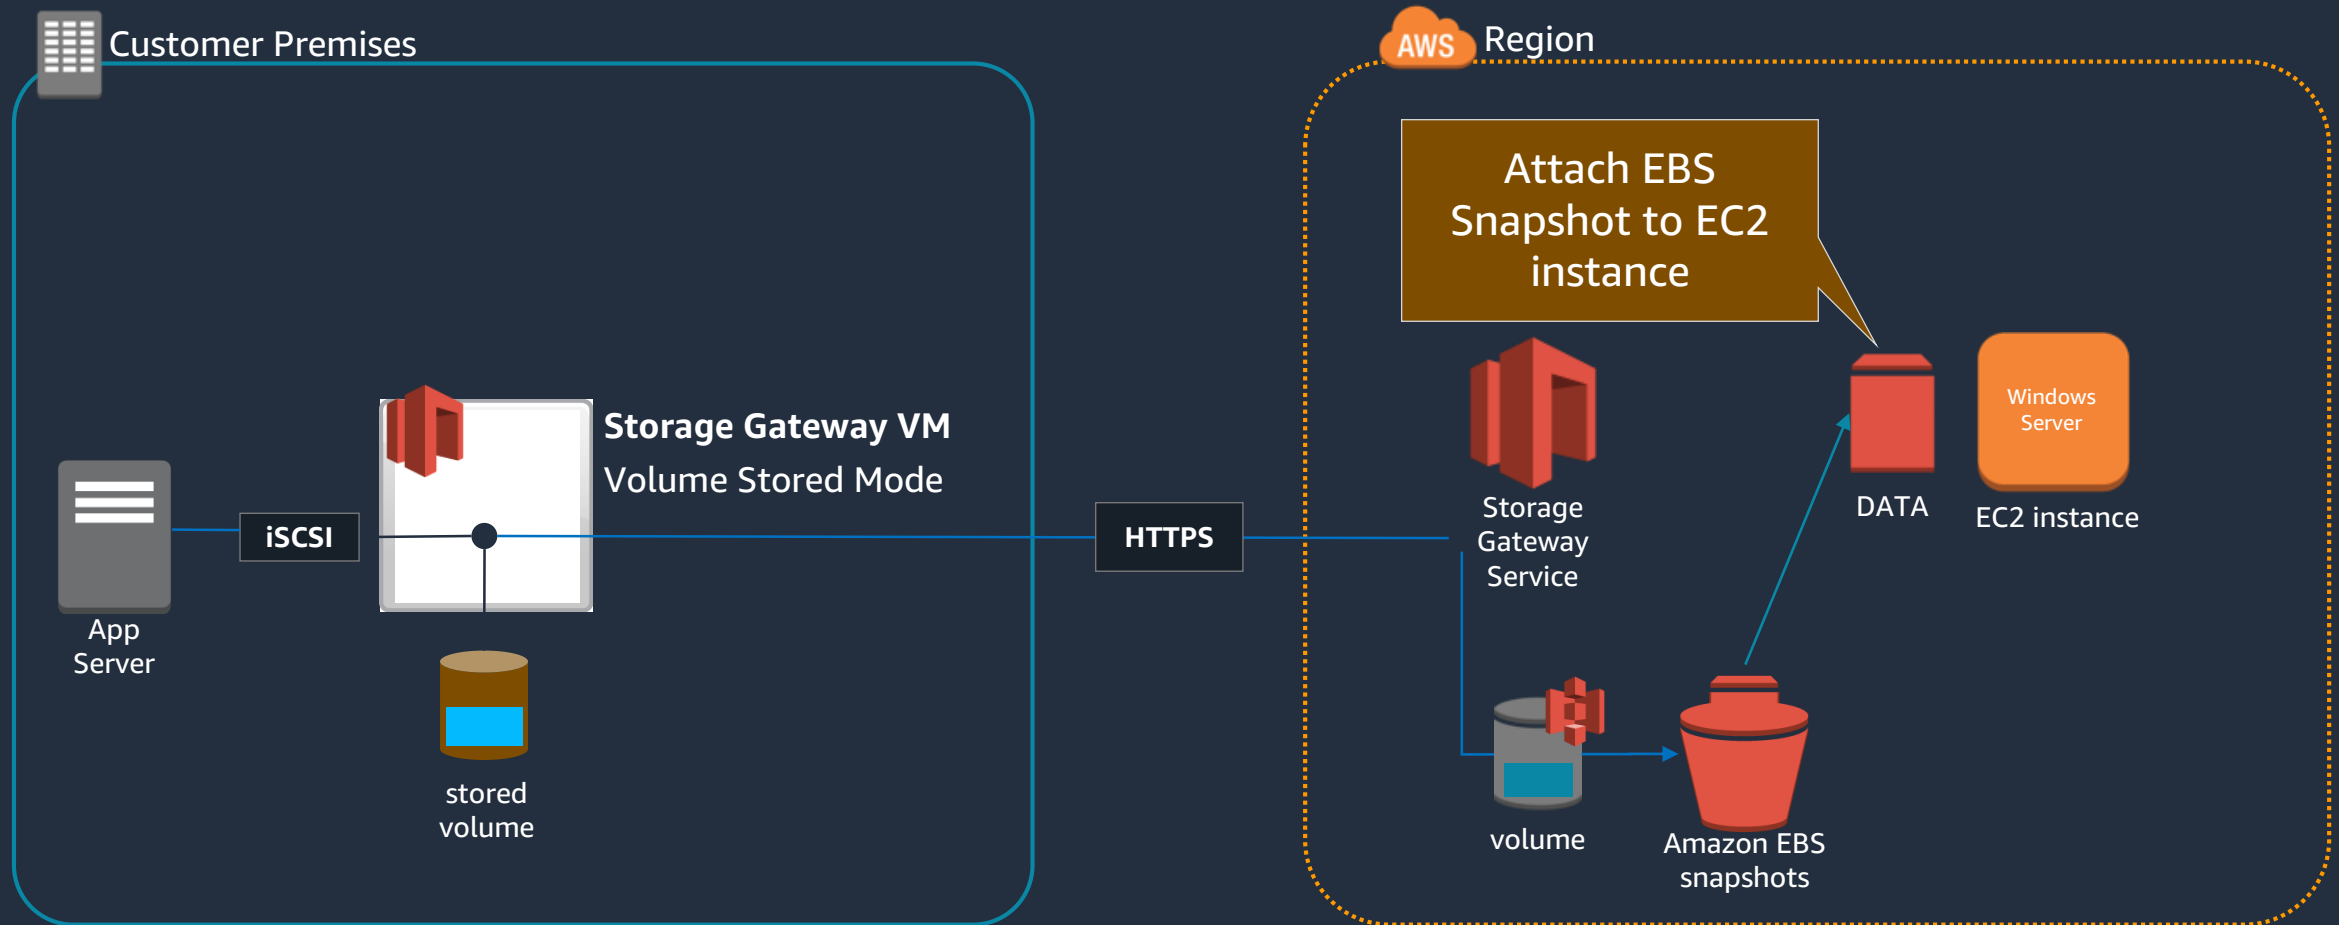 Customer Premises
AWS
Region
Attach EBS
Snapshot to EC2
instance
Storage Gateway VM
Volume Stored Mode
iSCSI
HTTPS
App
Server
stored
volume
Storage
Gateway
Service
DATA
Windows
Server
EC2 instance
volume
Amazon EBS
snapshots